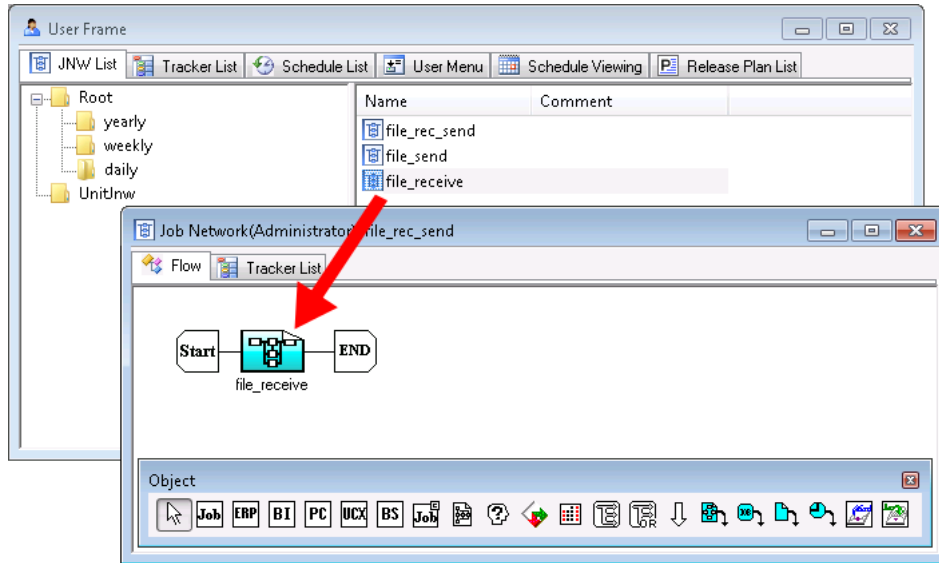 User Frame
JNW List Tracker List Schedule List User Menu Schedule Viewing Release Plan List
Root
yearly
weekly
daily
UnitJnw
Name Comment
file_rec_send
file_send
file_receive
Job Network(Administrator) file_rec_send
Flow Tracker List
Start
END
file_receive
Object
Job ERP BI PC UCX BS Job